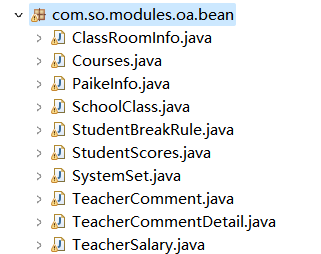 com.so.modules.oa.bean
ClassRoomInfo.java
Courses.java
PaikeInfo.java
SchoolClass.java
StudentBreakRule.java
StudentScores.java
SystemSet.java
TeacherComment.java
TeacherCommentDetail.java
TeacherSalary.java